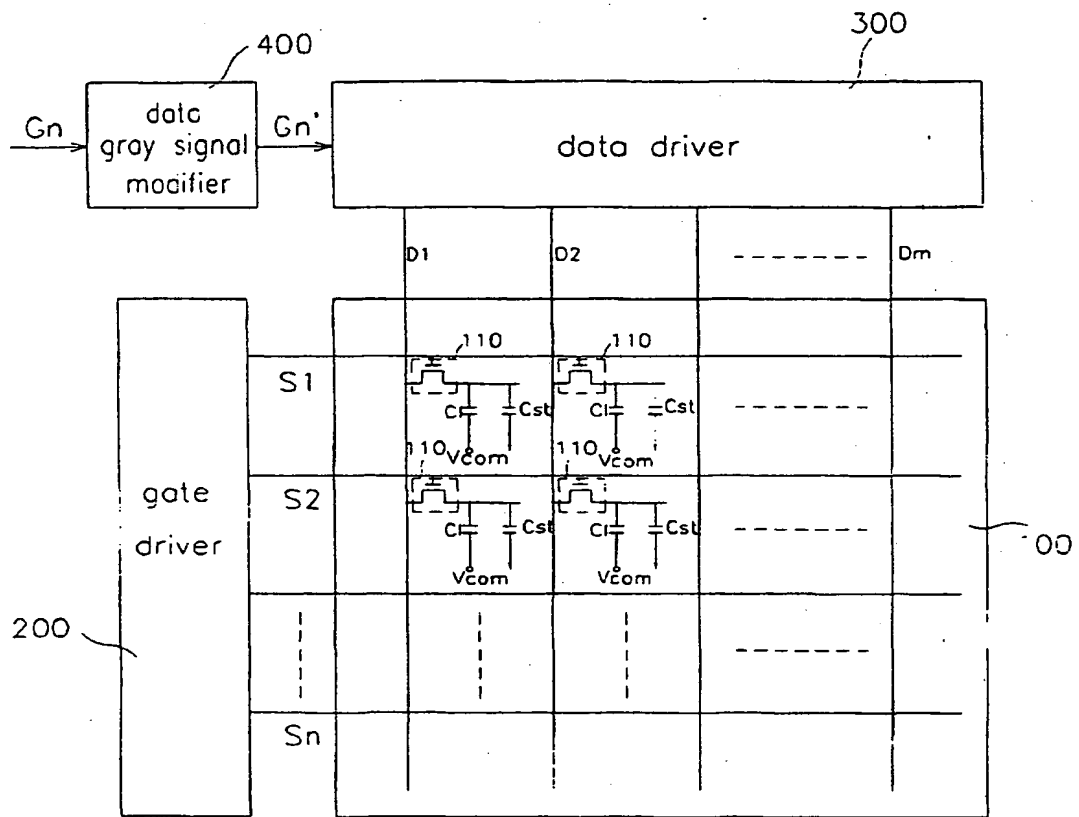 400
300
Gn
data
gray signal
modifier
Gn'
data driver
D1
D2
Dm
110
110
S1
Cl
Cst
Cl
Cst
Vcom
Vcom
110
110
S2
Cl
Cst
Cl
Cst
Vcom
Vcom
gate
driver
00
200
Sn